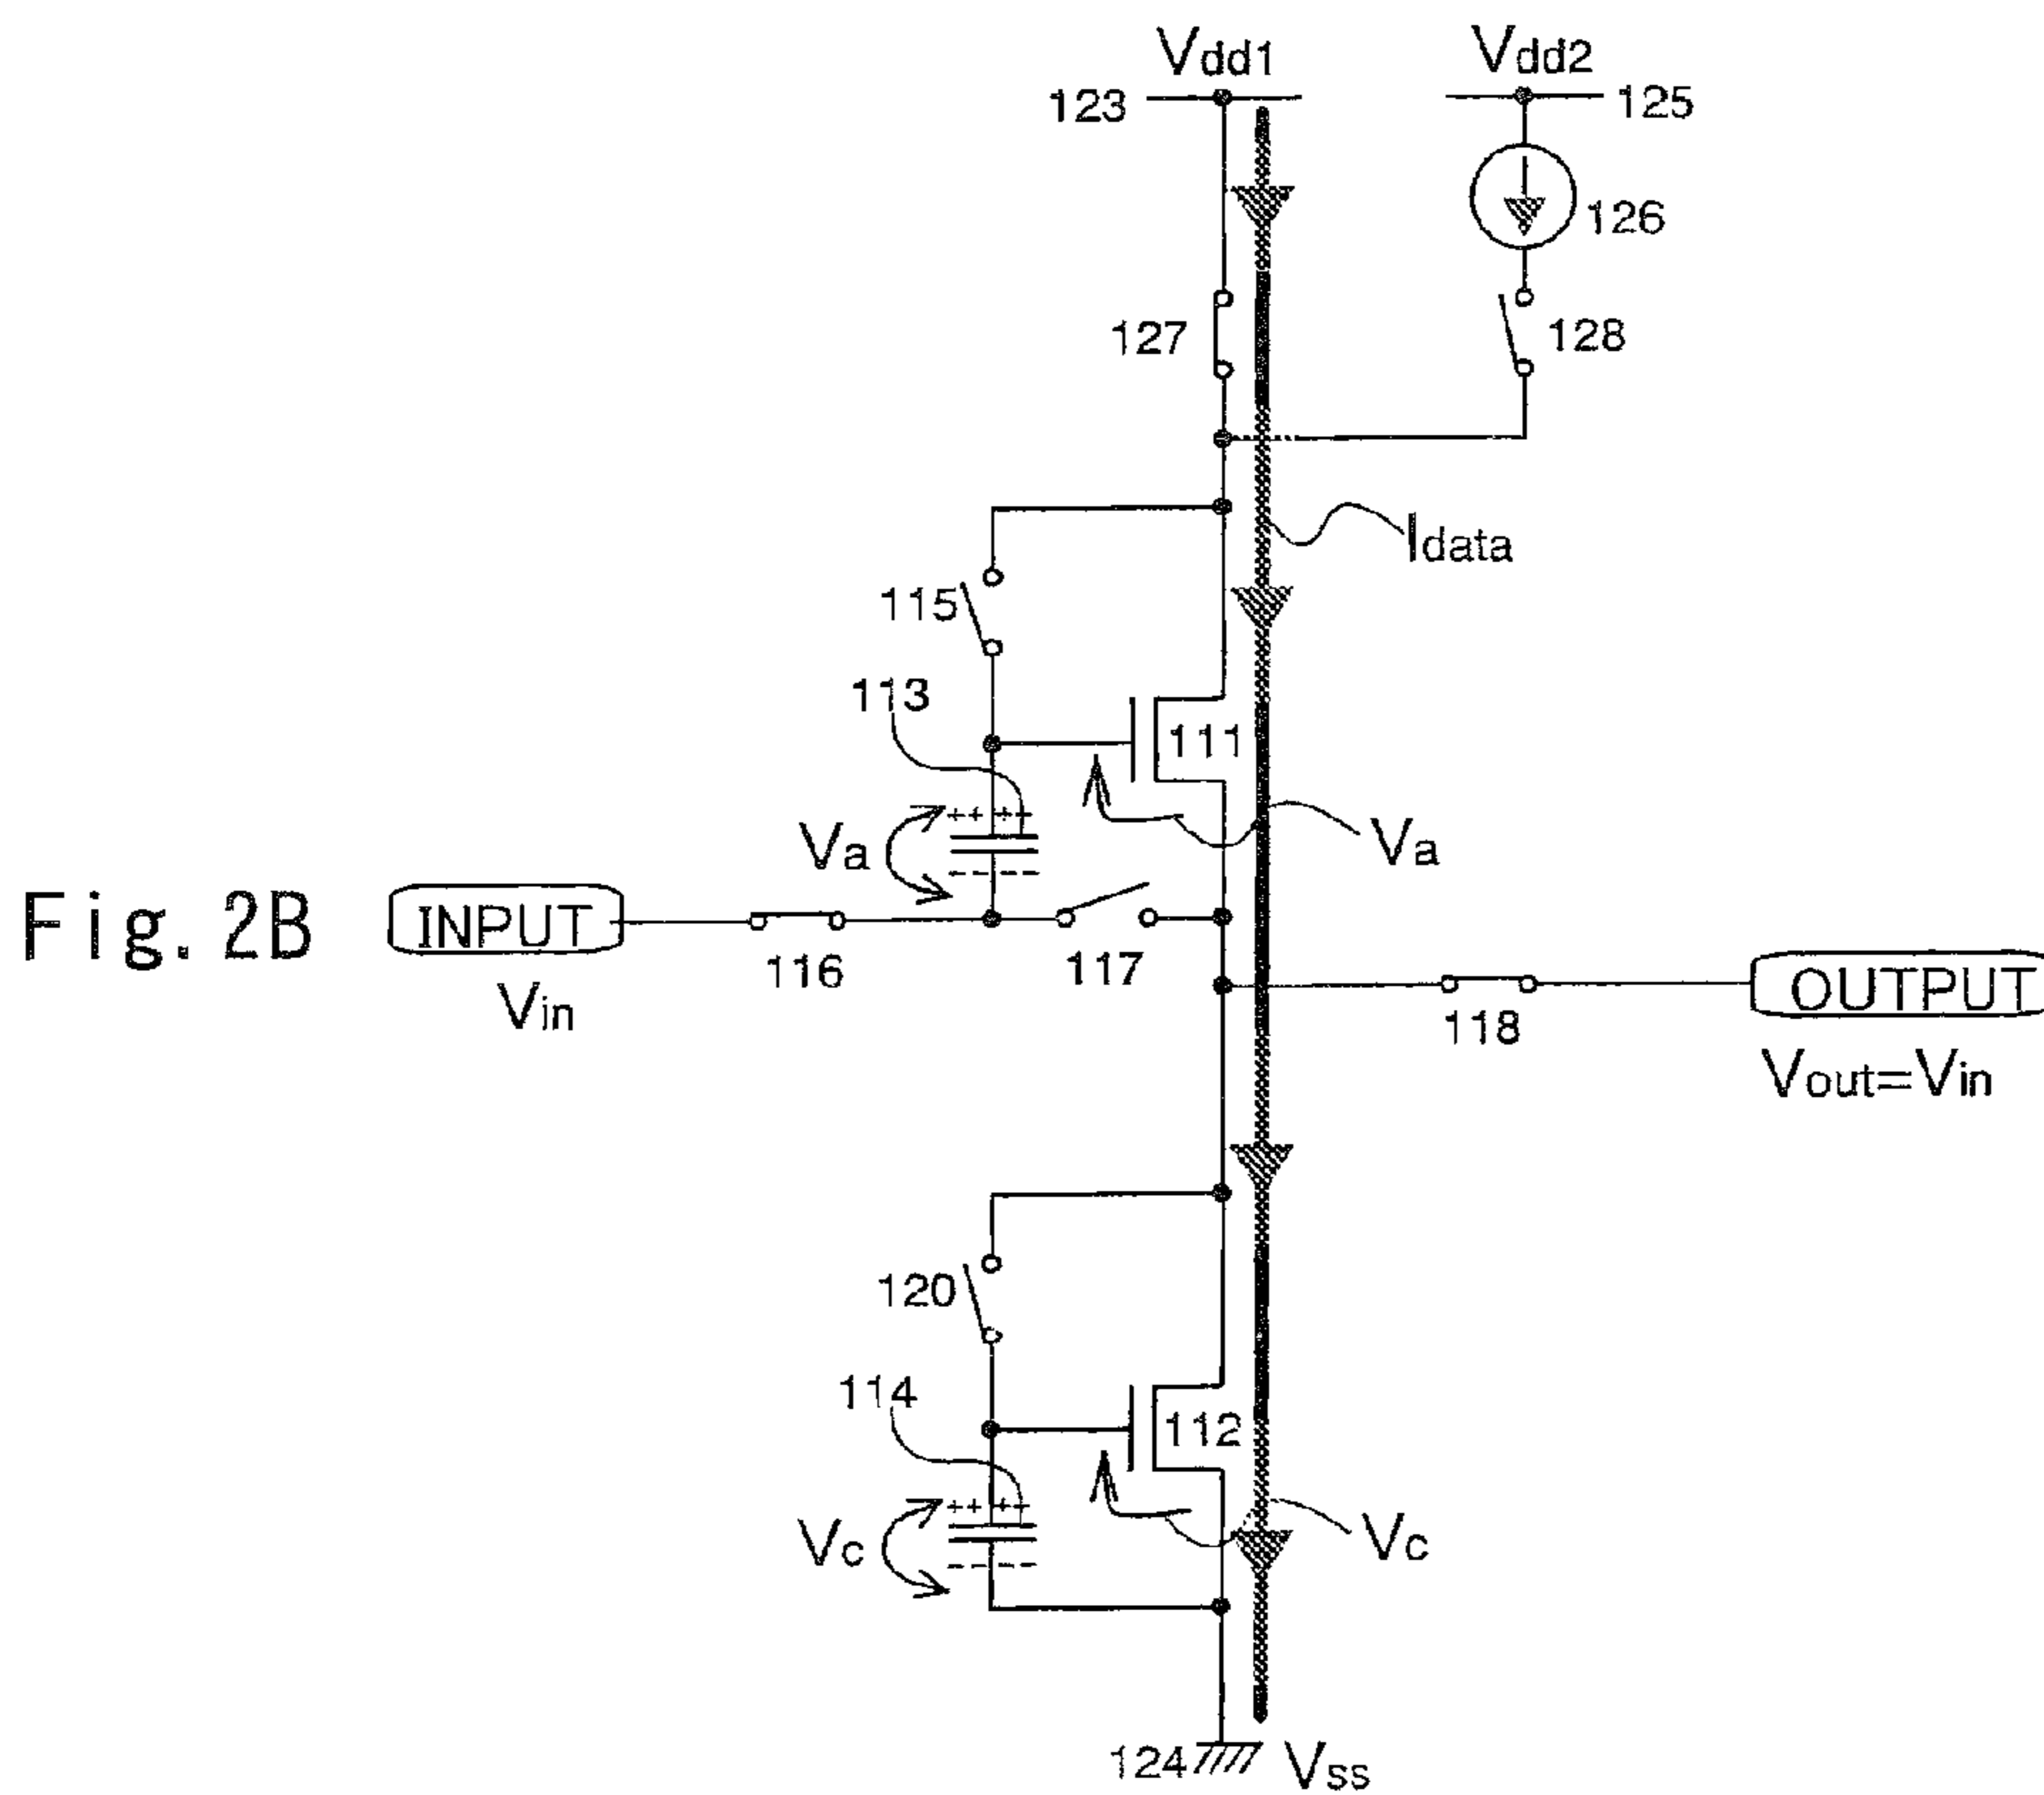 Vdd1
Vdd2
123
125
126
127
128
Idata
115
113
111
Va
Va
Fig. 2B
INPUT
116
117
Vin
OUTPUT
118
Vout=Vin
120
114
112
Vc
Vc
124
Vss
++ ++
----
++ ++
----